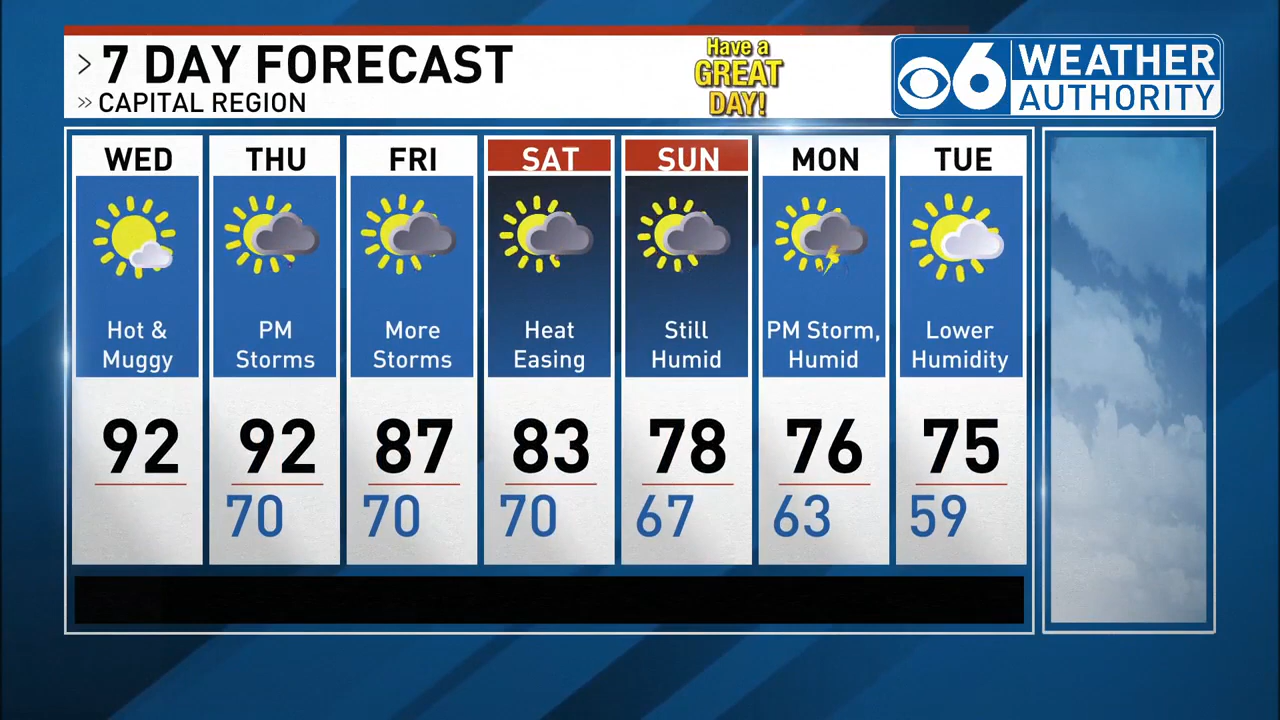 > 7 DAY FORECAST
» CAPITAL REGION
Have a
GREAT
DAY!
6
WEATHER
AUTHORITY
WED
THU
FRI
SAT
SUN
MON
TUE
Hot &
Muggy
PM
Storms
More
Storms
Heat
Easing
Still
Humid
PM Storm,
Humid
Lower
Humidity
92
92
87
83
78
76
75
70
70
70
67
63
59